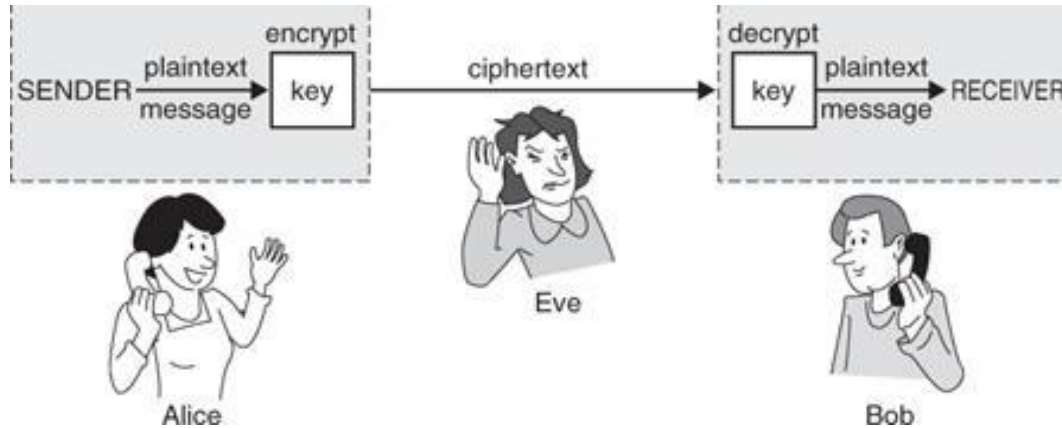 encrypt
decrypt
SENDER
plaintext
message
key
ciphertext
key
plaintext
message
RECEIVER
Eve
Alice
Bob